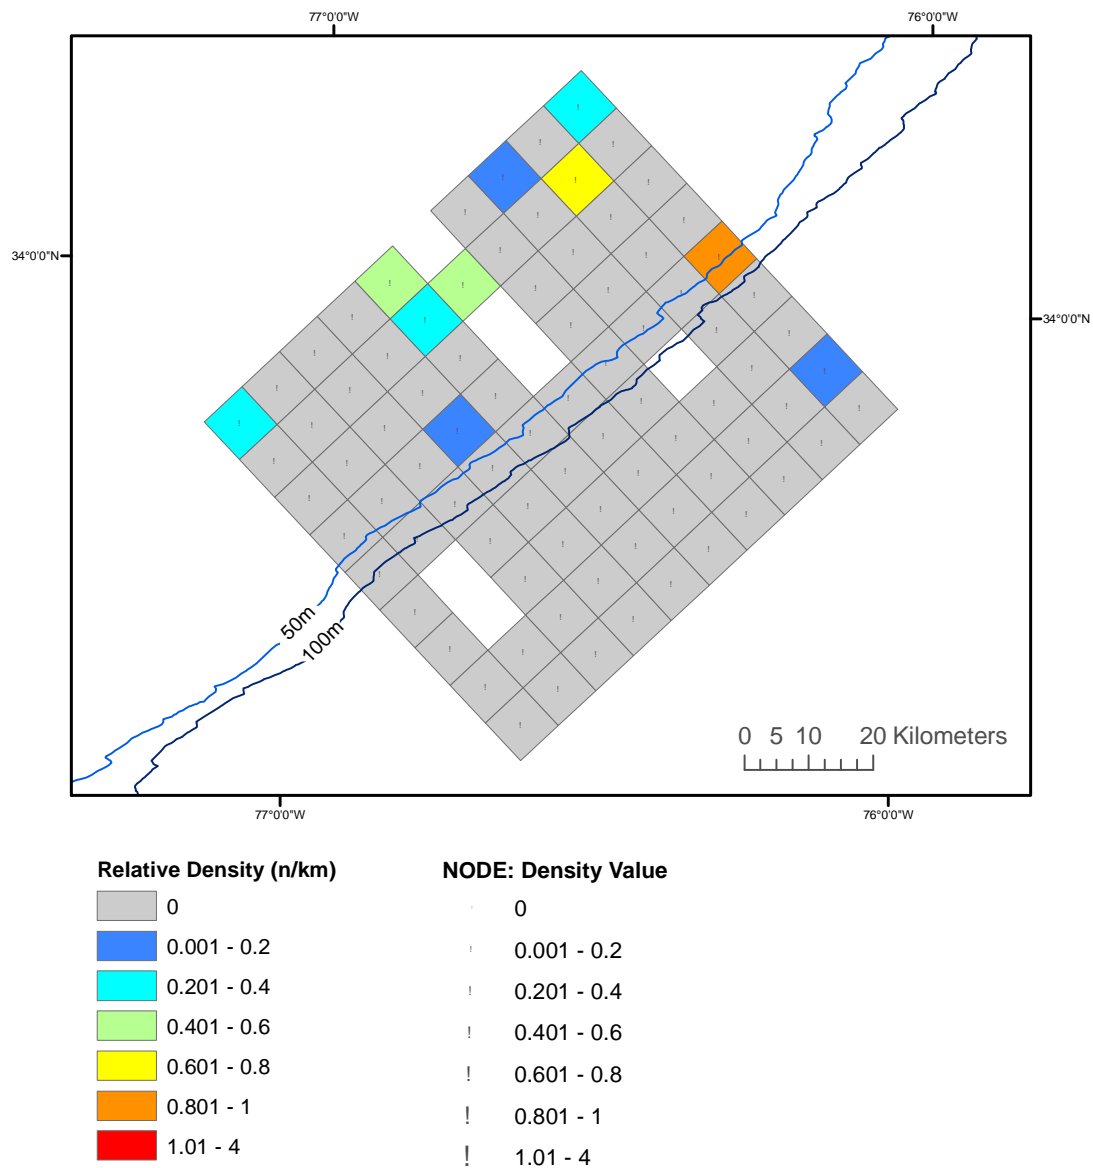 77°0'0"W 76°0'0"W
34°0'0"N
34°0'0"N
50m
100m
0 5 10 20 Kilometers
77°0'0"W 76°0'0"W
Relative Density (n/km) NODE: Density Value
0 0
0.001 - 0.2 ! 0.001 - 0.2
0.201 - 0.4 ! 0.201 - 0.4
0.401 - 0.6 ! 0.401 - 0.6
0.601 - 0.8 ! 0.601 - 0.8
0.801 - 1 ! 0.801 - 1
1.01 - 4 ! 1.01 - 4